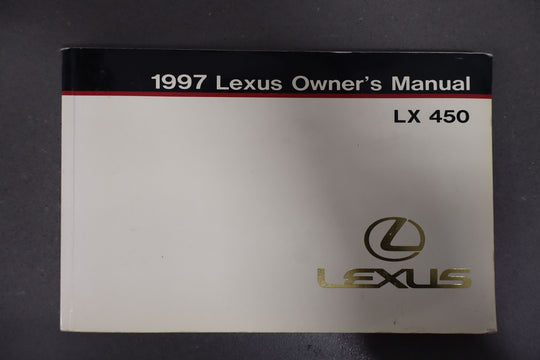 1997 Lexus Owner's Manual
LX 450
LEXUS